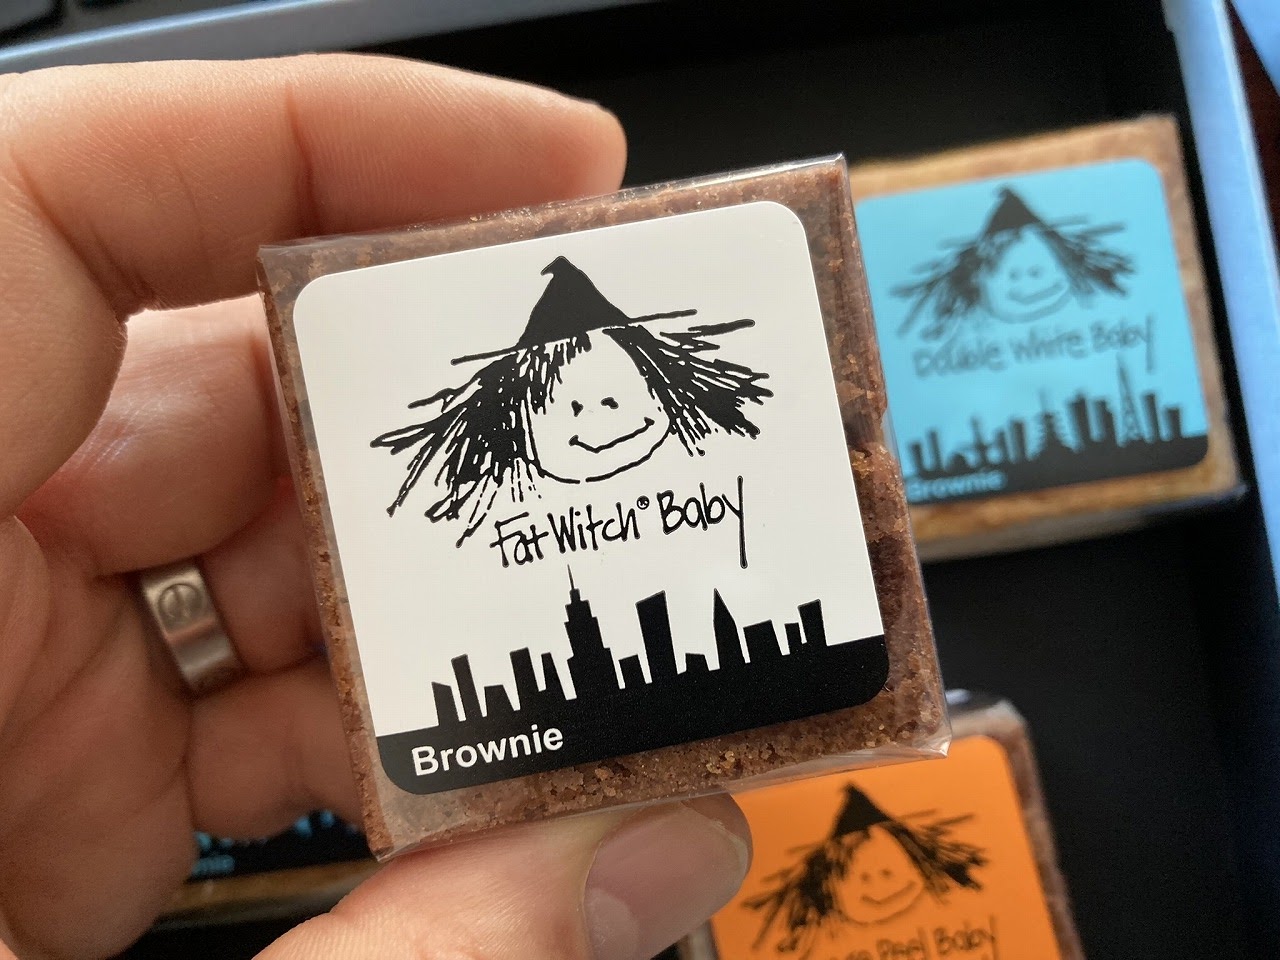 Fat Witch® Baby
Brownie
Double White Baby
Brownie
Peel Baby